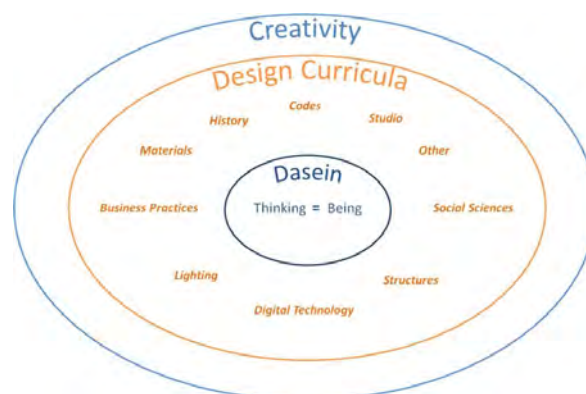 Creativity
Design Curricula
Codes
History
Studio
Materials
Other
Dasein
Business Practices
Thinking = Being
Social Sciences
Lighting
Structures
Digital Technology